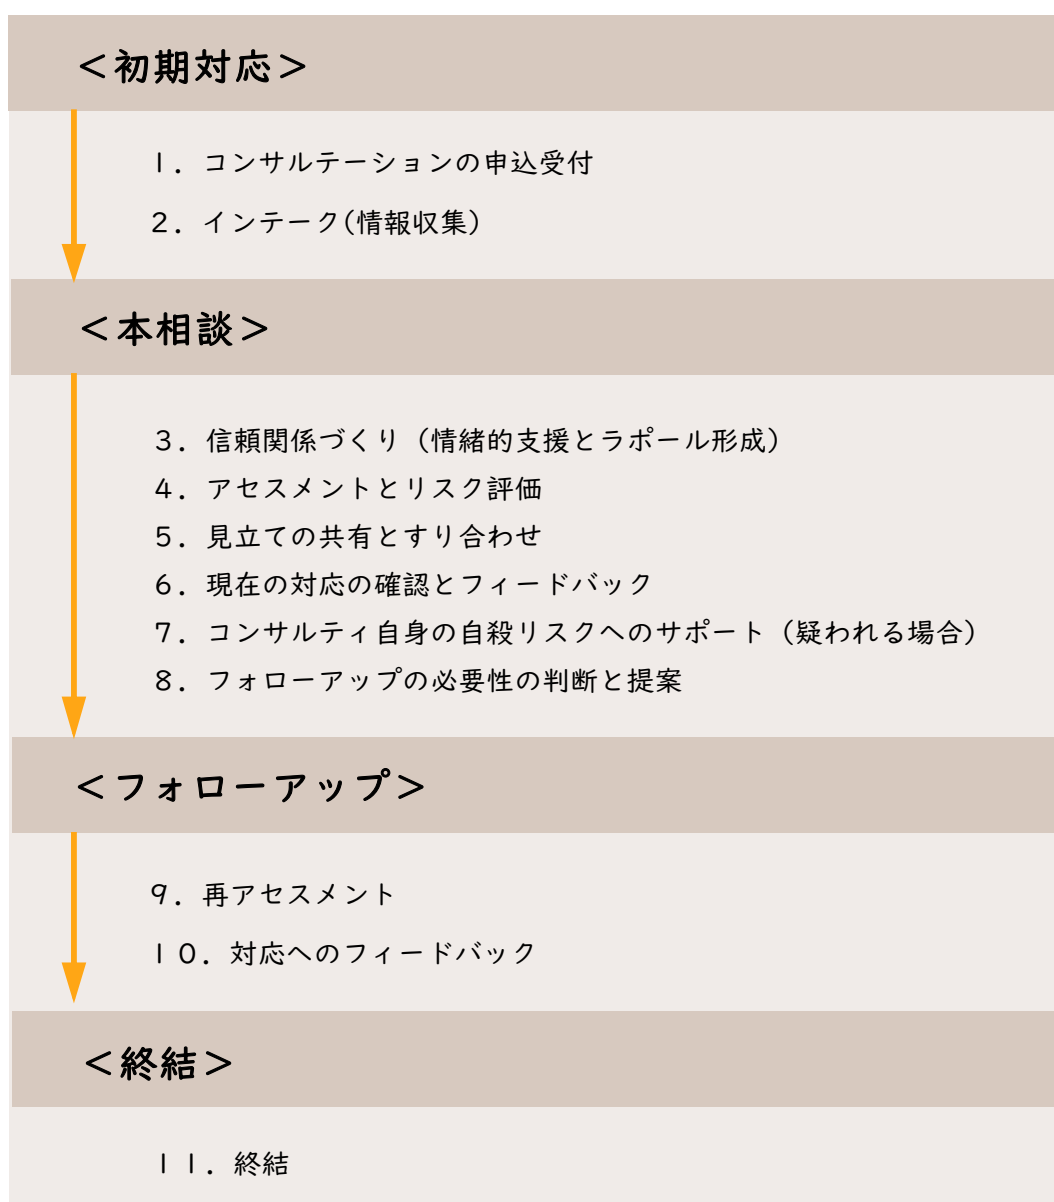 ＜初期対応＞
１．コンサルテーションの申込受付
２．インテーク(情報収集)
＜本相談＞
３．信頼関係づくり（情緒的支援とラポール形成）
４．アセスメントとリスク評価
５．見立ての共有とすり合わせ
６．現在の対応の確認とフィードバック
７．コンサルティ自身の自殺リスクへのサポート（疑われる場合）
８．フォローアップの必要性の判断と提案
＜フォローアップ＞
９．再アセスメント
１０．対応へのフィードバック
＜終結＞
１１．終結